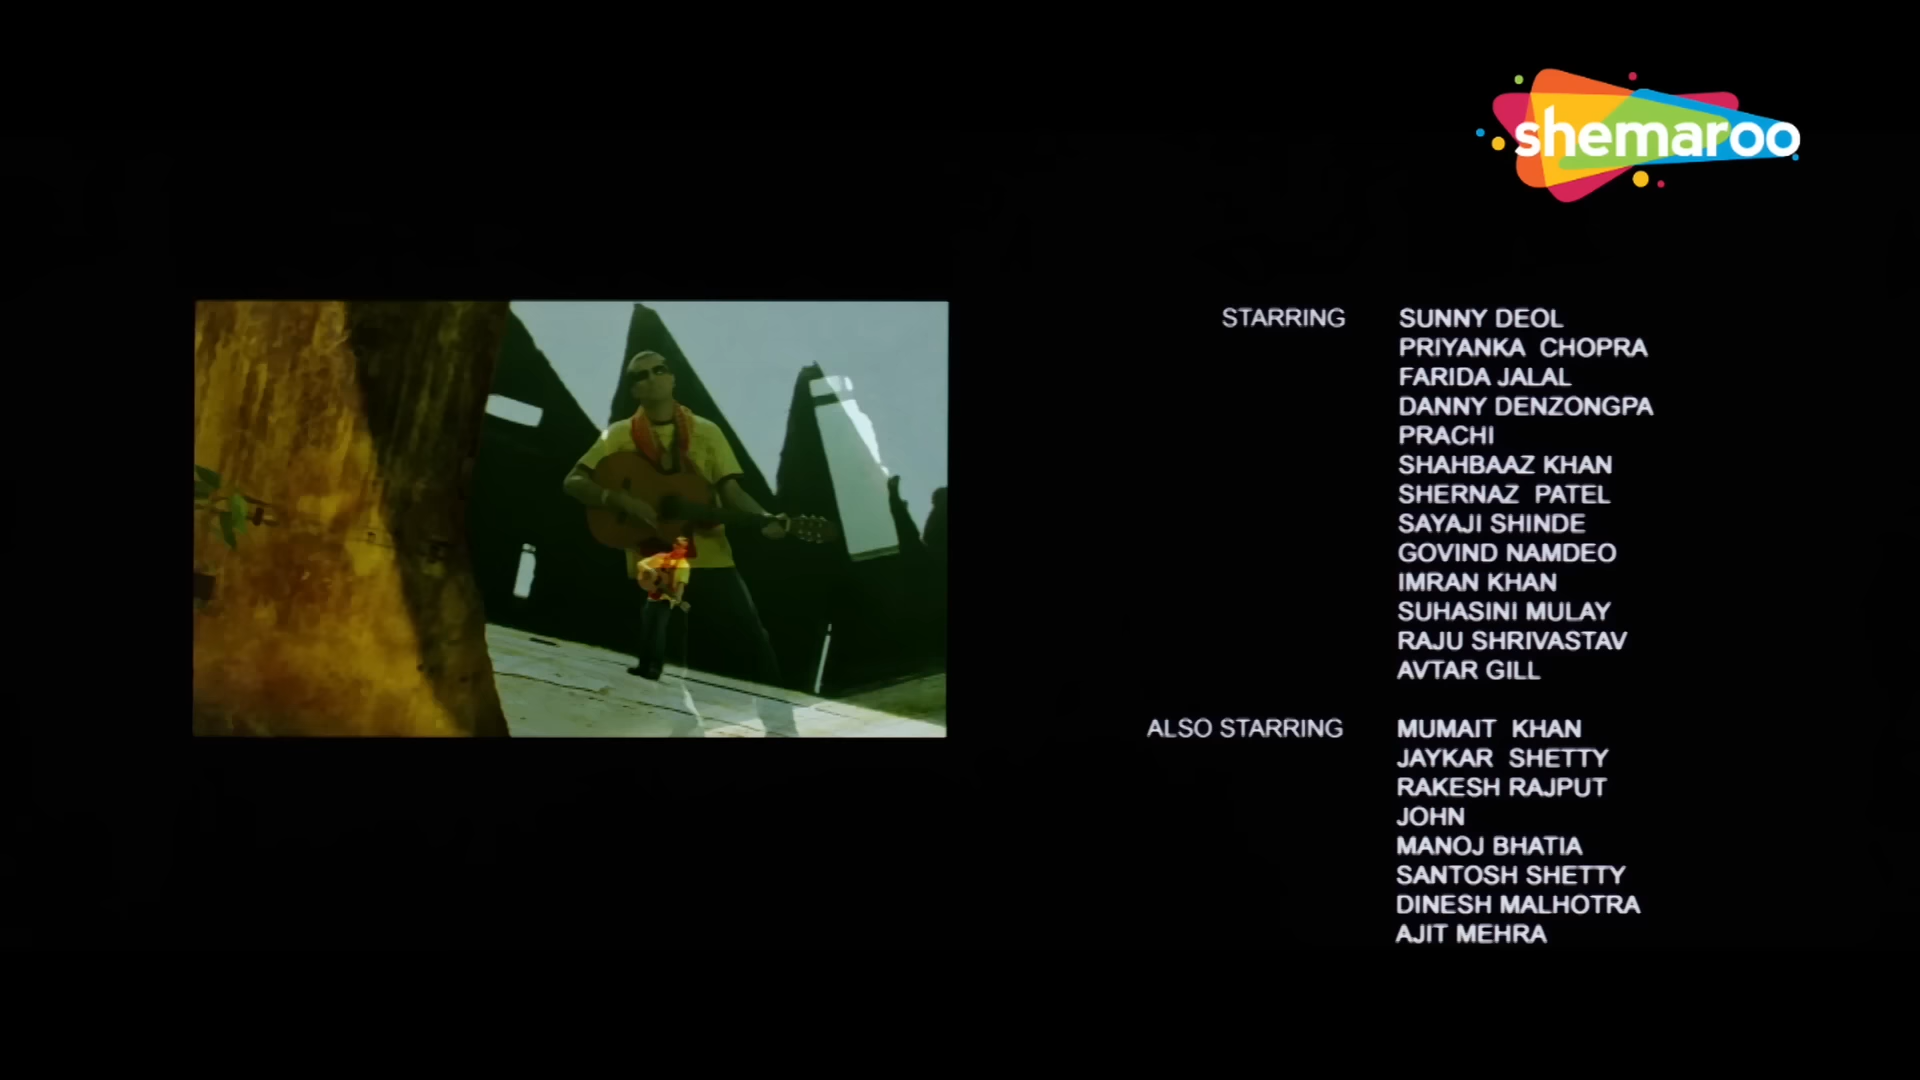 shemaroo
STARRING SUNNY DEOL
PRIYANKA CHOPRA
FARIDA JALAL
DANNY DENZONGPA
PRACHI
SHAHBAAZ KHAN
SHERNAZ PATEL
SAYAJI SHINDE
GOVIND NAMDEO
IMRAN KHAN
SUHASINI MULAY
RAJU SHRIVASTAV
AVTAR GILL
ALSO STARRING MUMAIT KHAN
JAYKAR SHETTY
RAKESH RAJPUT
JOHN
MANOJ BHATIA
SANTOSH SHETTY
DINESH MALHOTRA
AJIT MEHRA